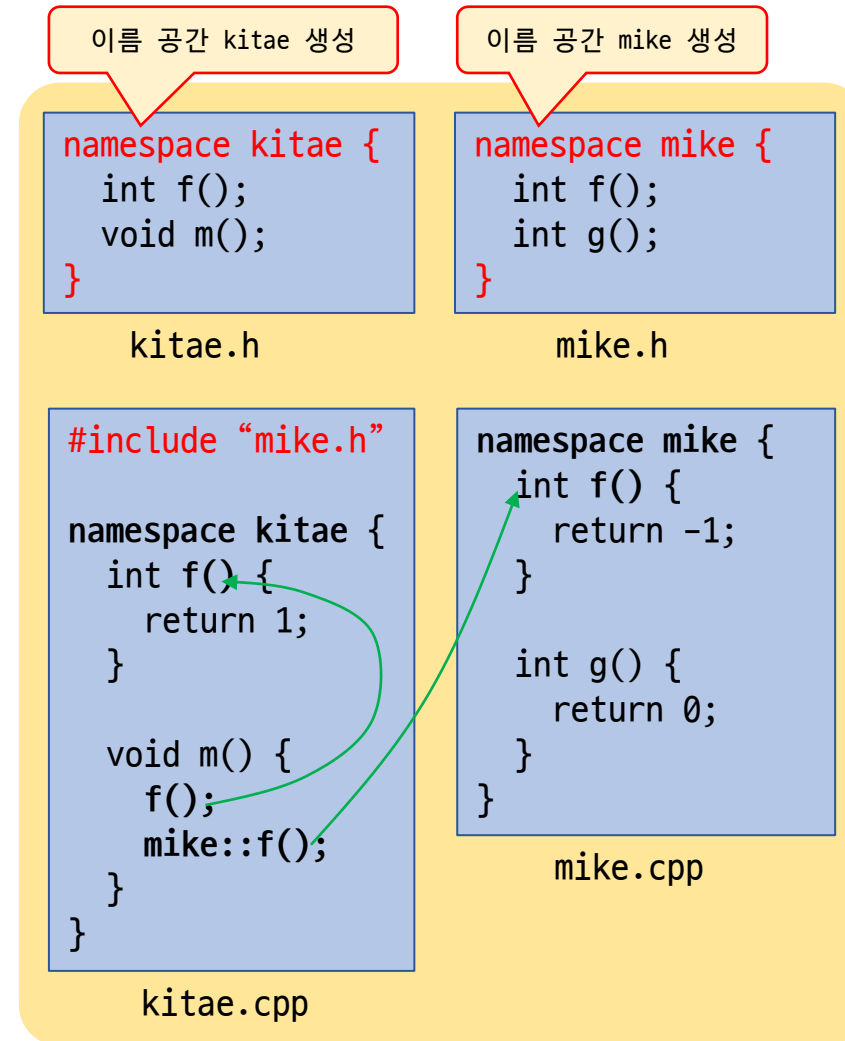 이름 공간 kitae 생성
이름 공간 mike 생성
namespace kitae {
int f();
void m();
}
kitae.h
namespace mike {
int f();
int g();
}
mike.h
#include “mike.h”
namespace kitae {
int f() {
return 1;
}
void m() {
f();
mike::f();
}
}
kitae.cpp
namespace mike {
int f() {
return –1;
}
int g() {
return 0;
}
}
mike.cpp